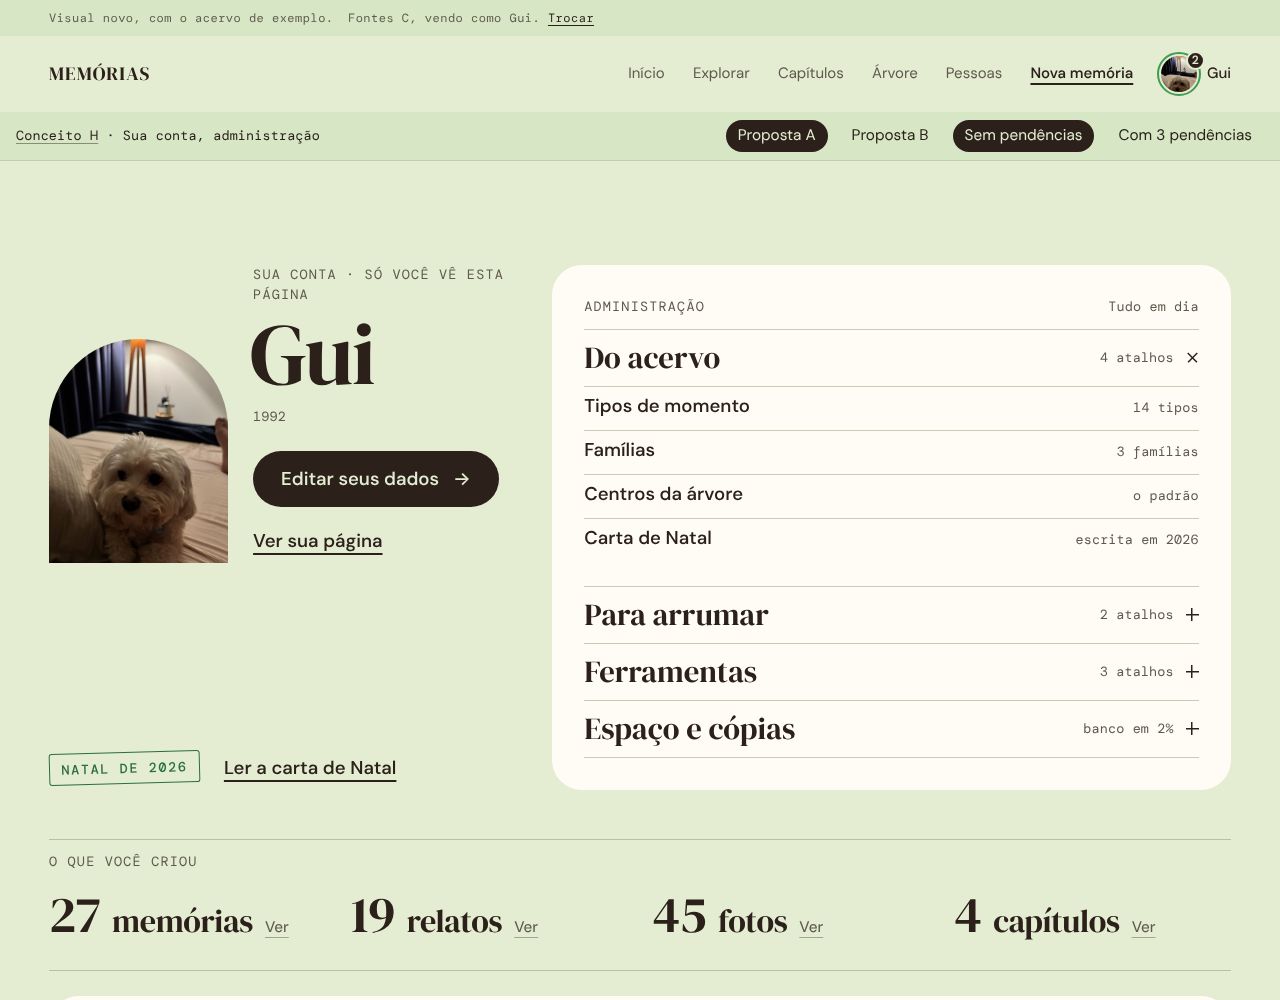 Visual novo, com o acervo de exemplo. Fontes C, vendo como Gui. Trocar
MEMÓRIAS
Início Explorar Capítulos Árvore Pessoas Nova memória 2 Gui
Conceito H · Sua conta, administração
Proposta A Proposta B Sem pendências Com 3 pendências
SUA CONTA · SÓ VOCÊ VÊ ESTA
PÁGINA
Gui
1992
Editar seus dados →
Ver sua página
NATAL DE 2026
Ler a carta de Natal
ADMINISTRAÇÃO Tudo em dia
Do acervo 4 atalhos ×
Tipos de momento 14 tipos
Famílias 3 famílias
Centros da árvore o padrão
Carta de Natal escrita em 2026
Para arrumar 2 atalhos +
Ferramentas 3 atalhos +
Espaço e cópias banco em 2% +
O QUE VOCÊ CRIOU
27 memórias Ver 19 relatos Ver 45 fotos Ver 4 capítulos Ver